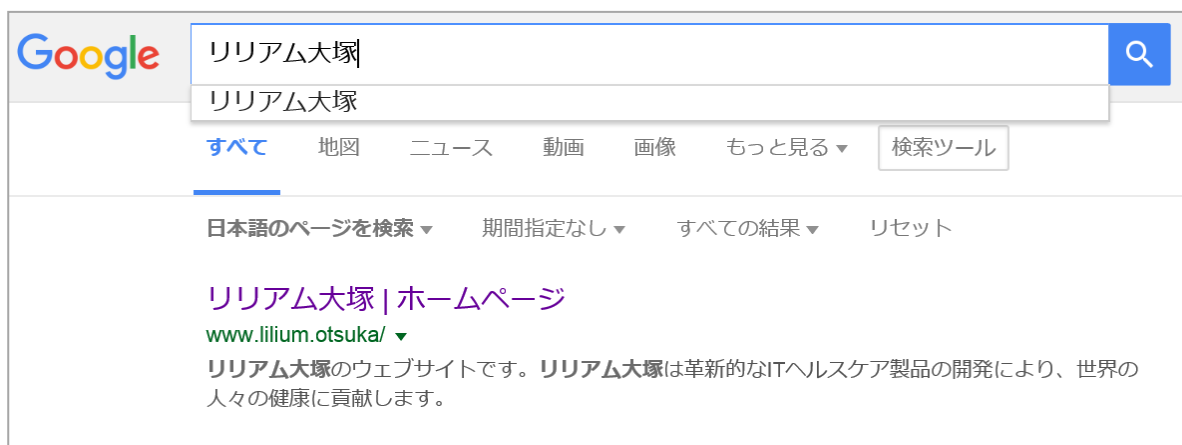 Google リリアム大塚
リリアム大塚
すべて 地図 ニュース 動画 画像 もっと見る ▾ 検索ツール
日本語のページを検索 ▾ 期間指定なし ▾ すべての結果 ▾ リセット
リリアム大塚 | ホームページ
www.lilium.otsuka/ ▾
リリアム大塚のウェブサイトです。リリアム大塚は革新的なITヘルスケア製品の開発により、世界の
人々の健康に貢献します。